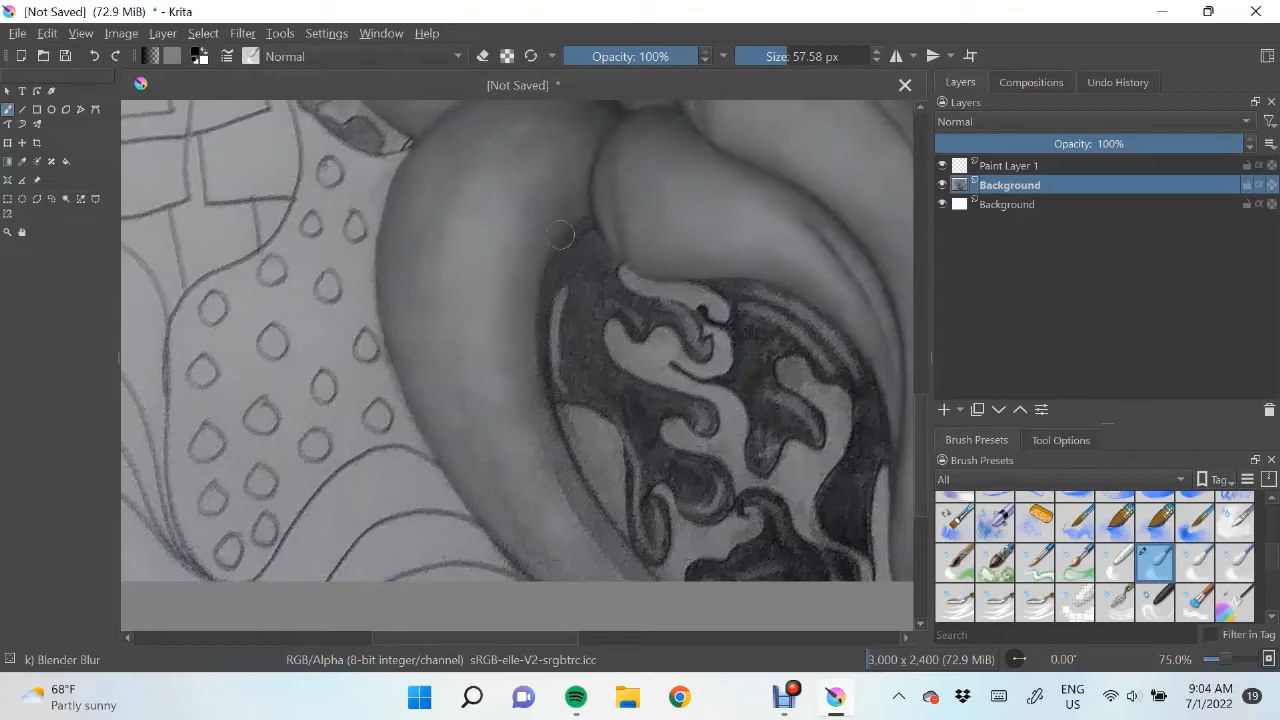 [Not Saved] (72.9 MiB) * - Krita
File Edit View Image Filter Tools Settings Window Help
Normal Opacity: 100% Size: 57.58 px
[Not Saved] *
Layers Compositions Undo History
Layers
Normal
Opacity: 100%
Paint Layer 1
Background
Background
Brush Presets Tool Options
Brush Presets
All Tag
Search Filter in Tag
k) Blender Blur RGB/Alpha (8-bit integer/channel) sRGB-elle-V2-srgbtrc.icc 3,000 x 2,400 (72.9 MiB) 0.00° 75.0%
68°F
Partly sunny
ENG
US
9:04 AM
7/1/2022
19